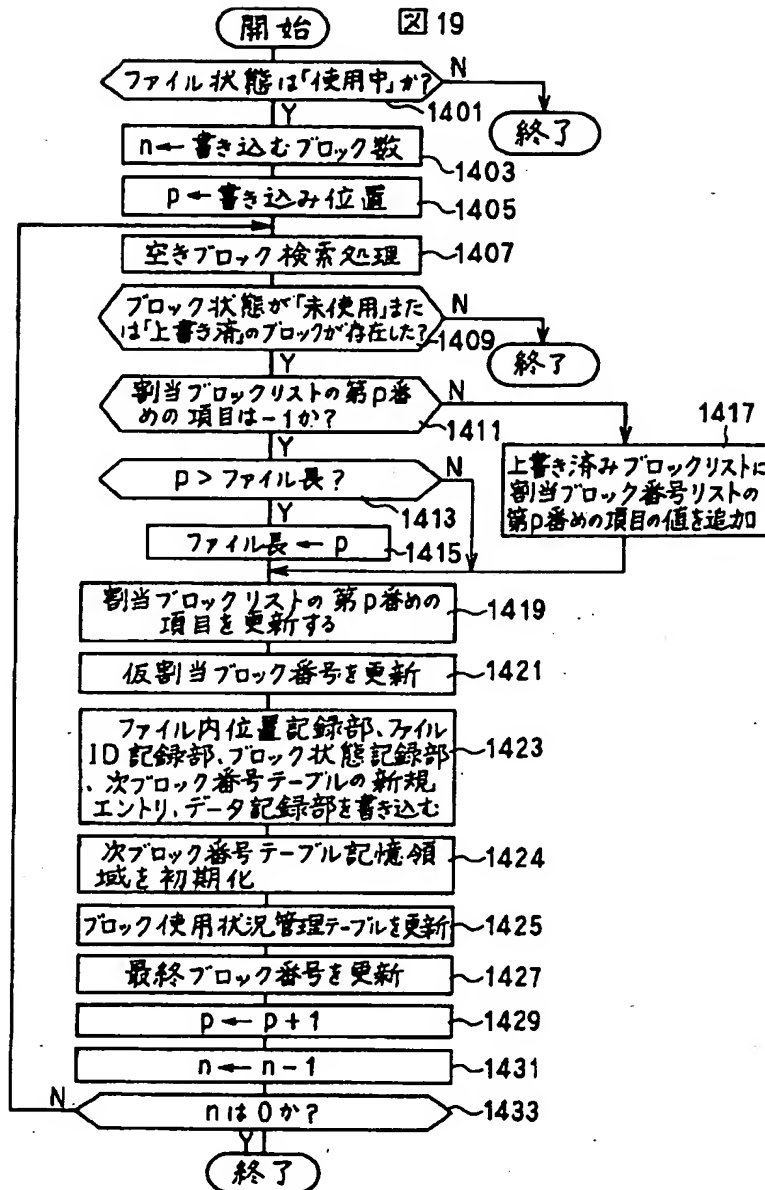 図 19
開始
ファイル状態は「使用中」か?
N
1401
Y
終了
n←書き込むブロック数
1403
p←書き込み位置
1405
空きブロック検索処理
1407
ブロック状態が「未使用」また
は「上書き済」のブロックが存在した?
N
1409
Y
終了
割当ブロックリストの第p番
めの項目は-1か?
N
1411
Y
1417
上書き済みブロックリストに
割当ブロック番号リストの
第p番めの項目の値を追加
p>ファイル長?
N
1413
Y
ファイル長←p
1415
割当ブロックリストの第p番めの
項目を更新する
1419
仮割当ブロック番号を更新
1421
ファイル内位置記録部、ファイル
ID記録部、ブロック状態記録部
、次ブロック番号テーブルの新規
エントリ、データ記録部を書き込む
1423
次ブロック番号テーブル記憶領
域を初期化
1424
ブロック使用状況管理テーブルを更新
1425
最終ブロック番号を更新
1427
p←p+1
1429
n←n-1
1431
nは0か?
N
1433
Y
終了